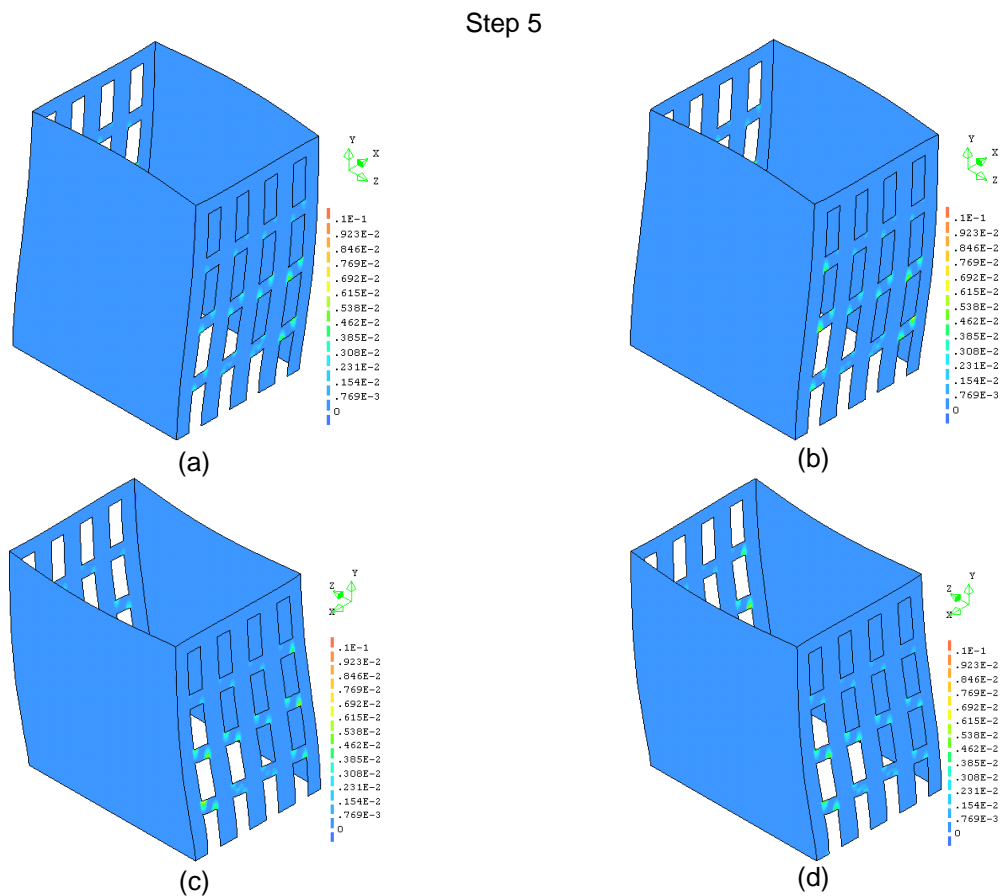 Step 5
Y
X
Z
.1E-1
.923E-2
.846E-2
.769E-2
.692E-2
.615E-2
.538E-2
.462E-2
.385E-2
.308E-2
.231E-2
.154E-2
.769E-3
0
(a)
Y
X
Z
.1E-1
.923E-2
.846E-2
.769E-2
.692E-2
.615E-2
.538E-2
.462E-2
.385E-2
.308E-2
.231E-2
.154E-2
.769E-3
0
(b)
Y
Z
X
.1E-1
.923E-2
.846E-2
.769E-2
.692E-2
.615E-2
.538E-2
.462E-2
.385E-2
.308E-2
.231E-2
.154E-2
.769E-3
0
(c)
Y
Z
X
.1E-1
.923E-2
.846E-2
.769E-2
.692E-2
.615E-2
.538E-2
.462E-2
.385E-2
.308E-2
.231E-2
.154E-2
.769E-3
0
(d)